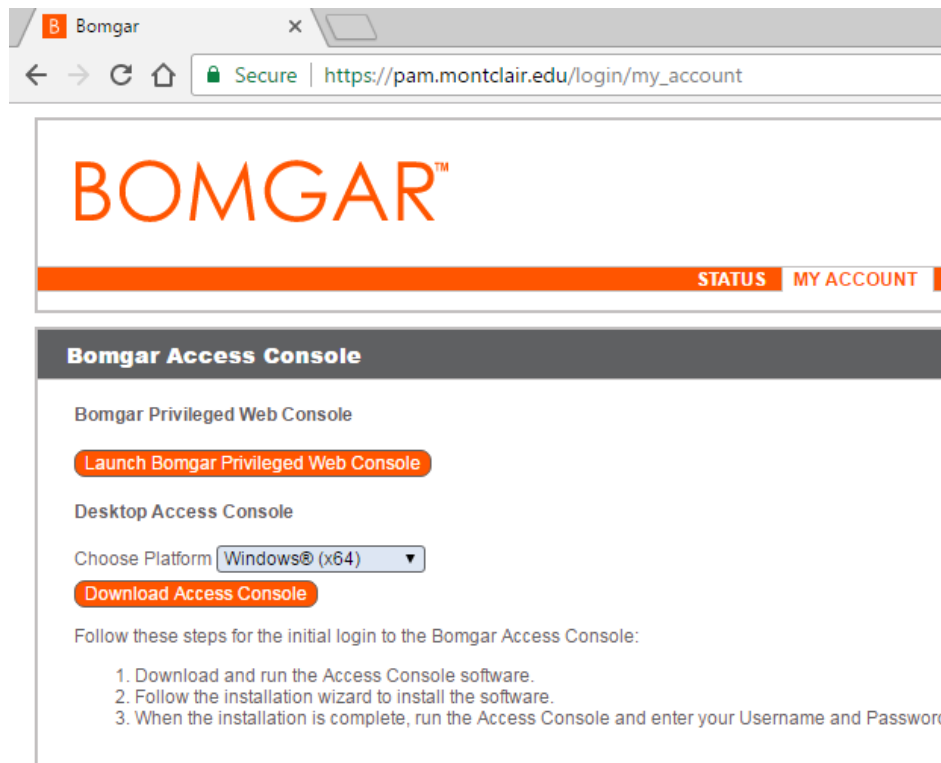 B Bomgar ×
Secure | https://pam.montclair.edu/login/my_account
BOMGAR™
STATUS MY ACCOUNT
Bomgar Access Console
Bomgar Privileged Web Console
Launch Bomgar Privileged Web Console
Desktop Access Console
Choose Platform Windows® (x64)
Download Access Console
Follow these steps for the initial login to the Bomgar Access Console:
1. Download and run the Access Console software.
2. Follow the installation wizard to install the software.
3. When the installation is complete, run the Access Console and enter your Username and Password